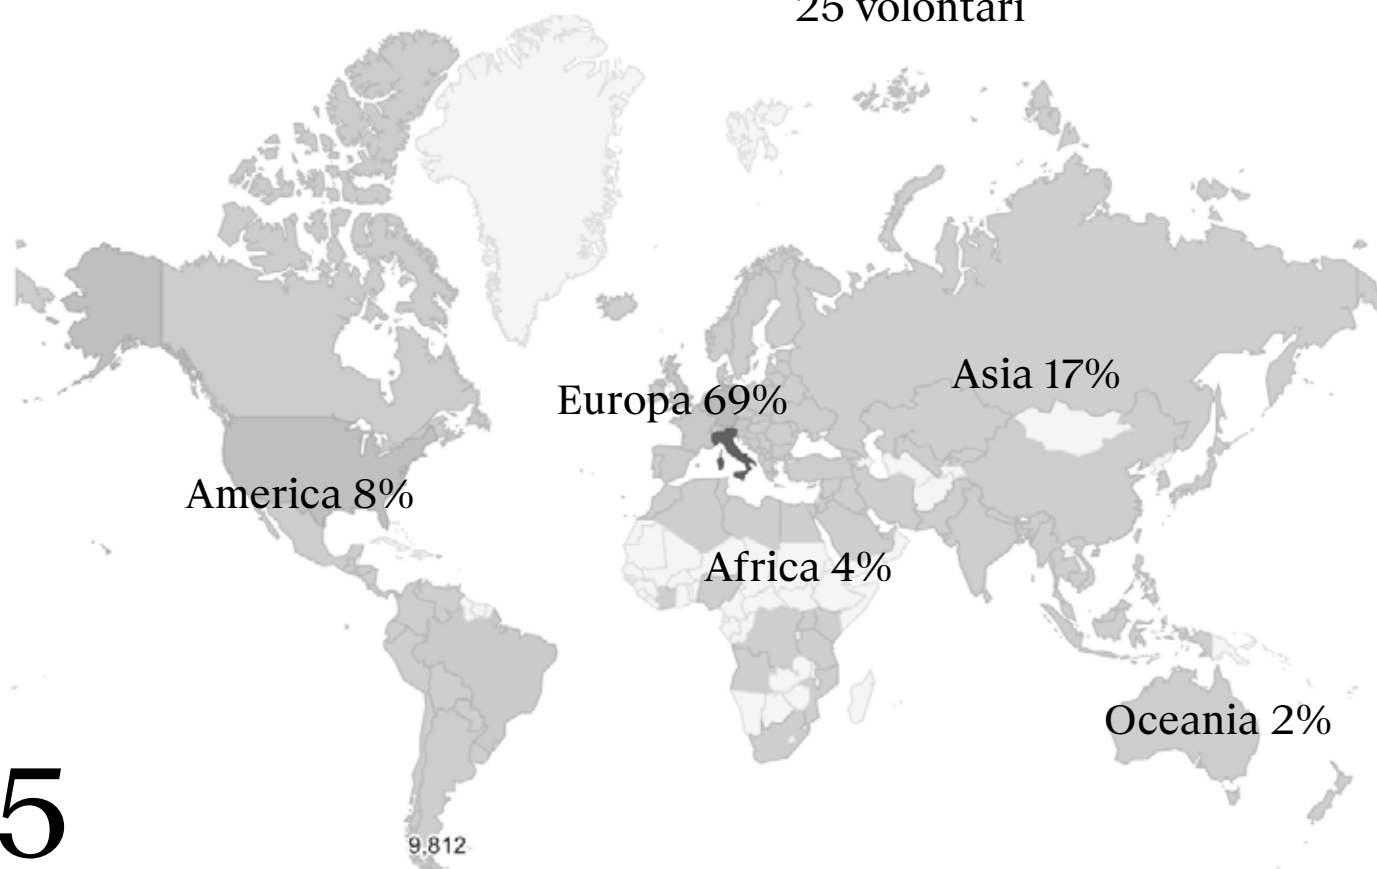 25 volontari
Asia 17%
Europa 69%
America 8%
Africa 4%
Oceania 2%
5
9,812